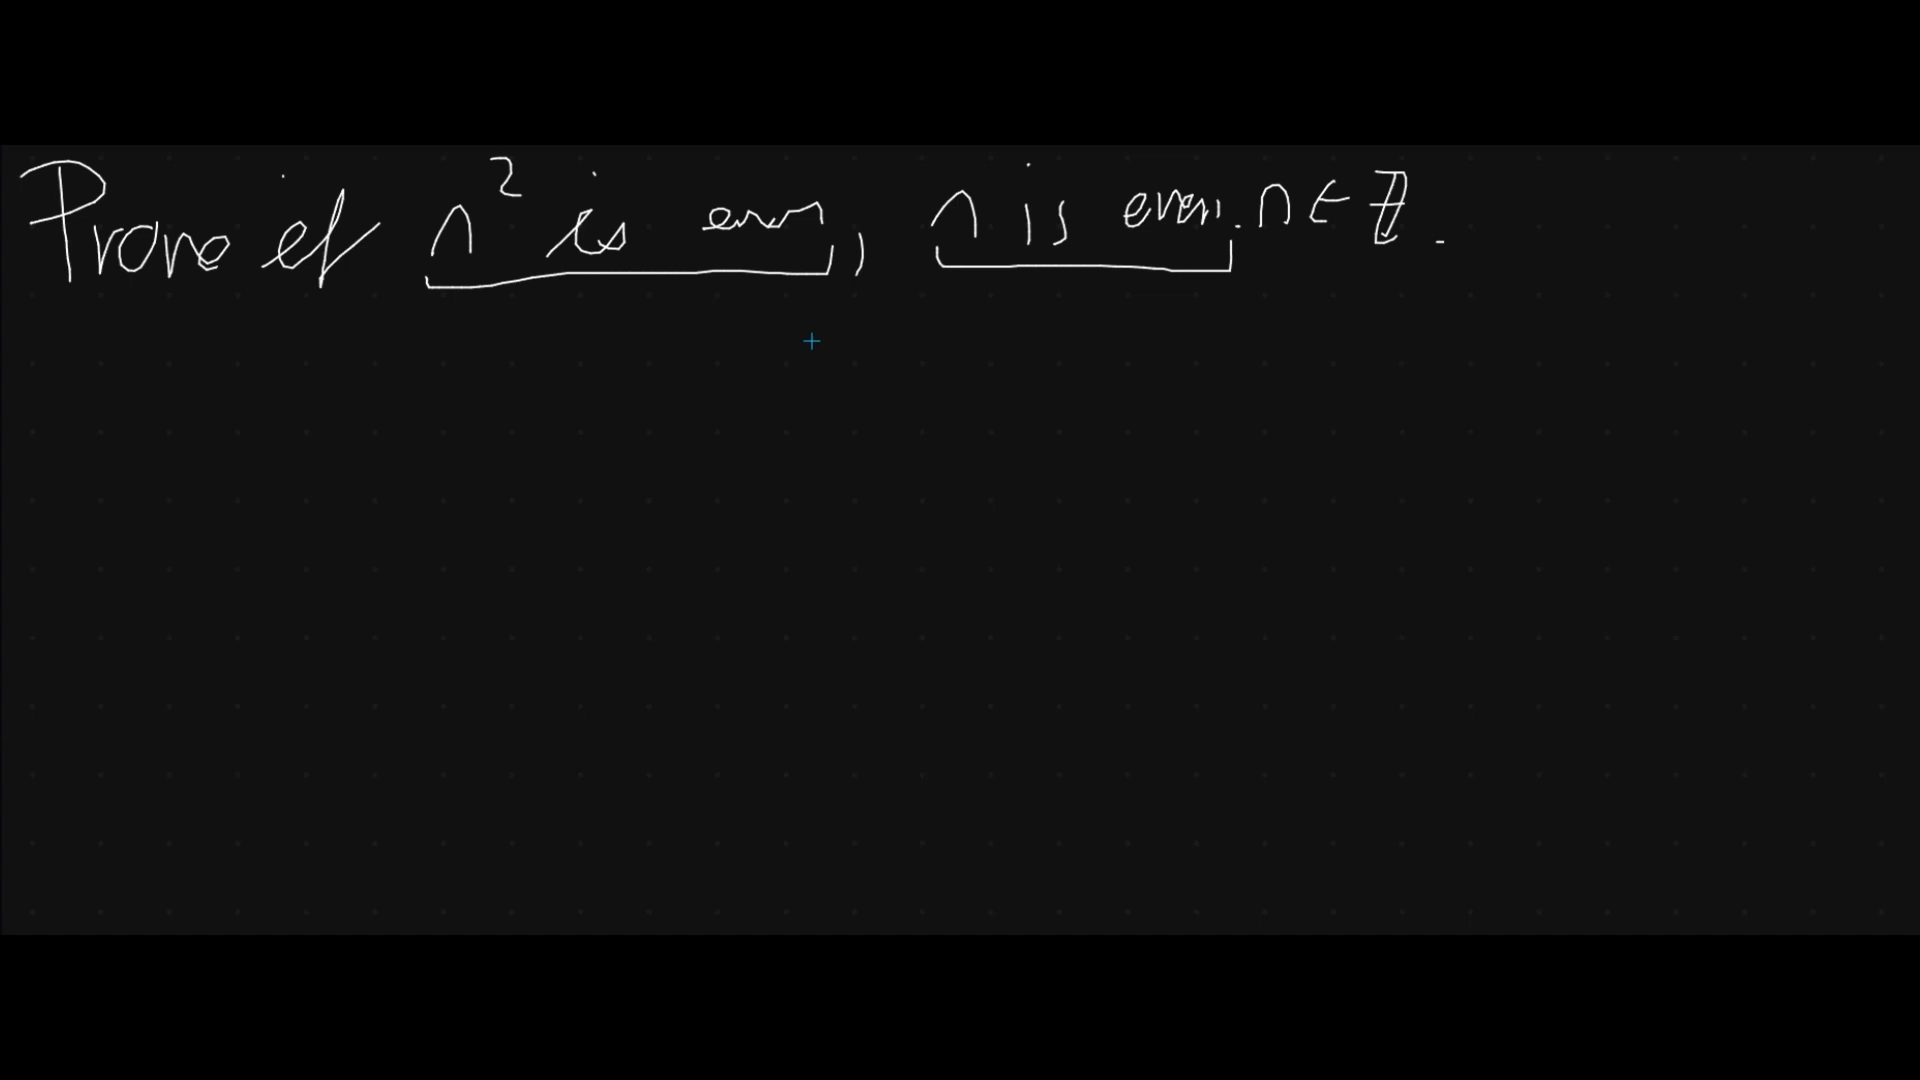 Prove if n² is even, n is even. n ∈ ℤ.